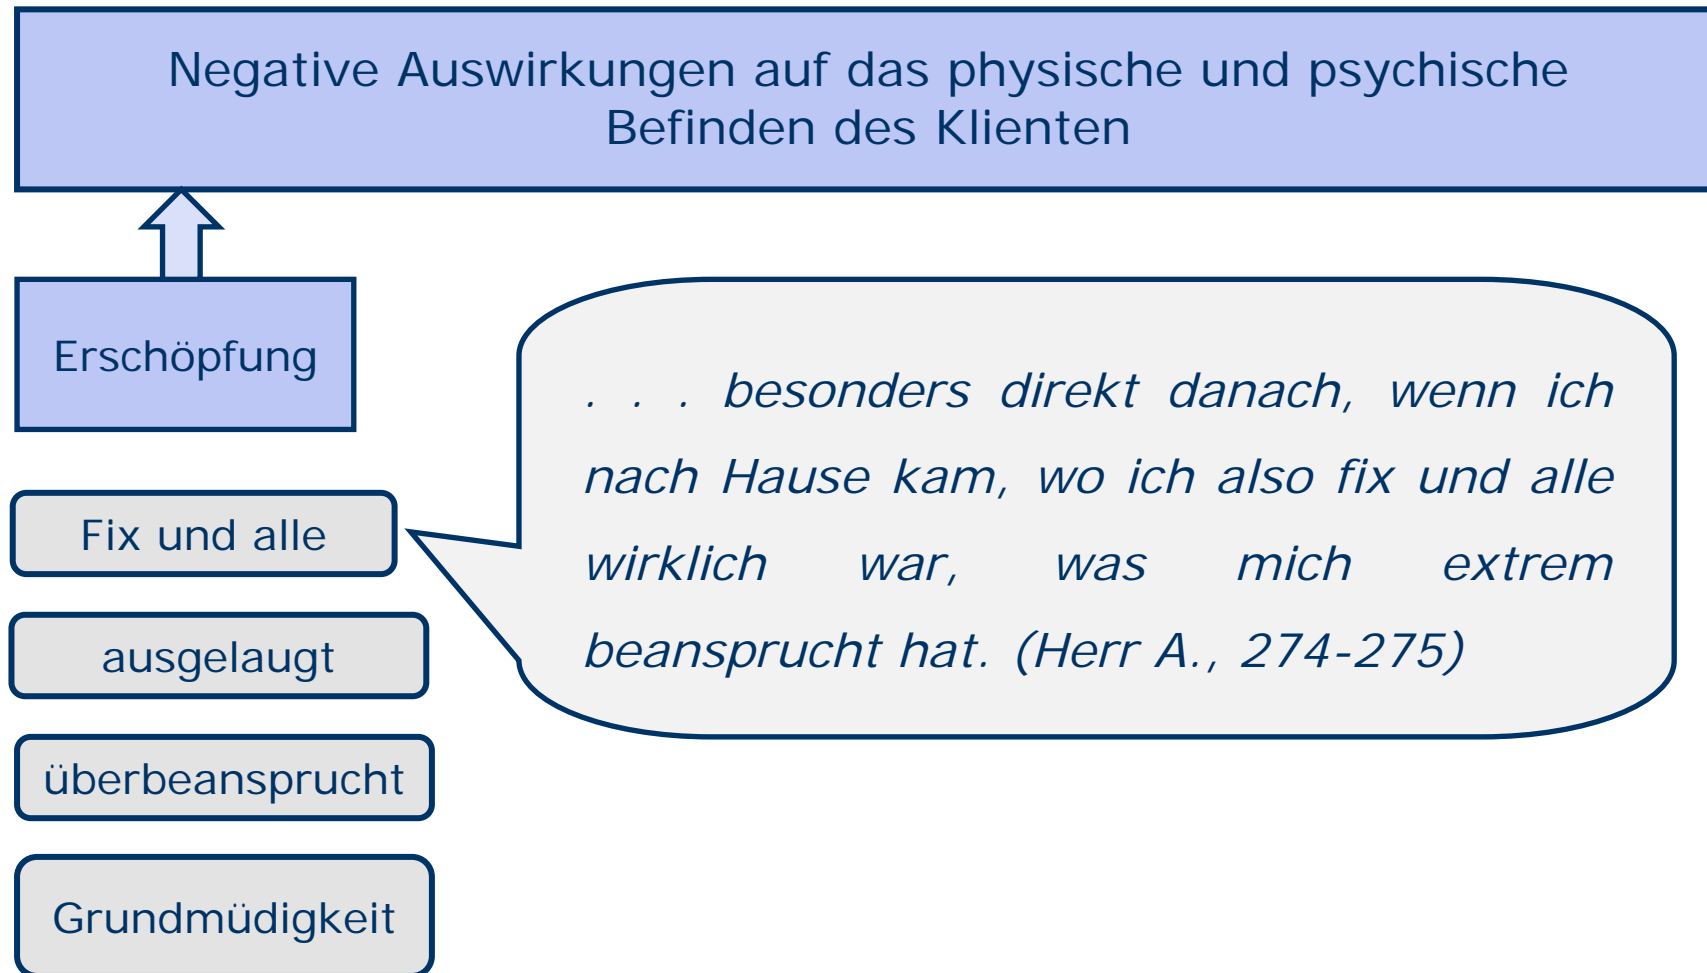 Negative Auswirkungen auf das physische und psychische
Befinden des Klienten
Erschöpfung
. . . besonders direkt danach, wenn ich
nach Hause kam, wo ich also fix und alle
wirklich war, was mich extrem
beansprucht hat. (Herr A., 274-275)
Fix und alle
ausgelaugt
überbeansprucht
Grundmüdigkeit